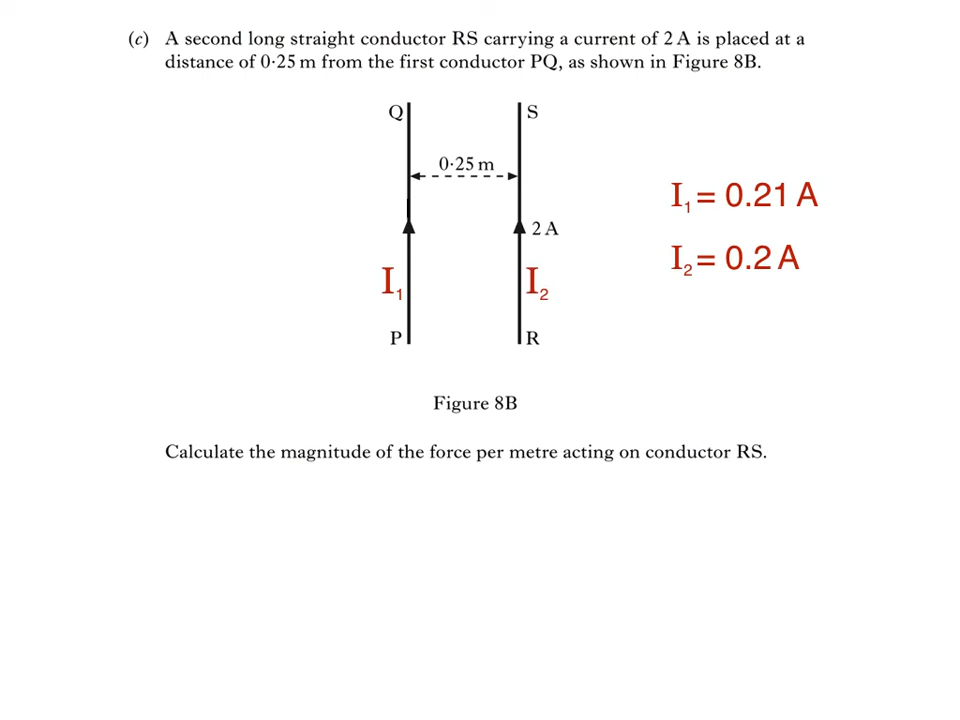 (c) A second long straight conductor RS carrying a current of 2 A is placed at a
distance of 0·25 m from the first conductor PQ, as shown in Figure 8B.
Q
S
0·25 m
I₁ = 0.21 A
2 A
I₂ = 0.2 A
I₁
I₂
P
R
Figure 8B
Calculate the magnitude of the force per metre acting on conductor RS.